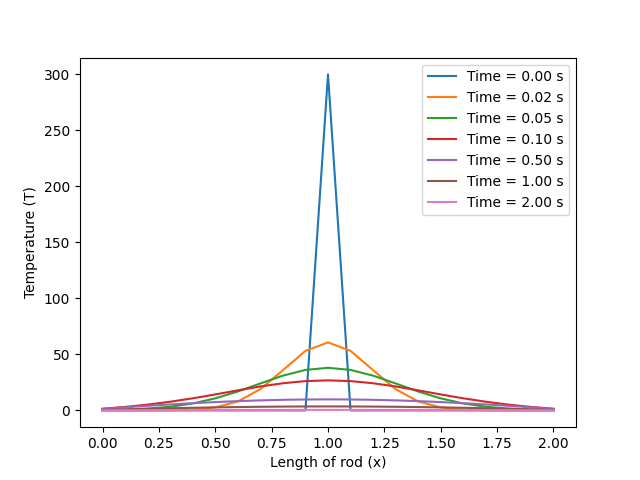 300
250
200
150
100
50
0
Temperature (T)
Time = 0.00 s
Time = 0.02 s
Time = 0.05 s
Time = 0.10 s
Time = 0.50 s
Time = 1.00 s
Time = 2.00 s
0.00 0.25 0.50 0.75 1.00 1.25 1.50 1.75 2.00
Length of rod (x)